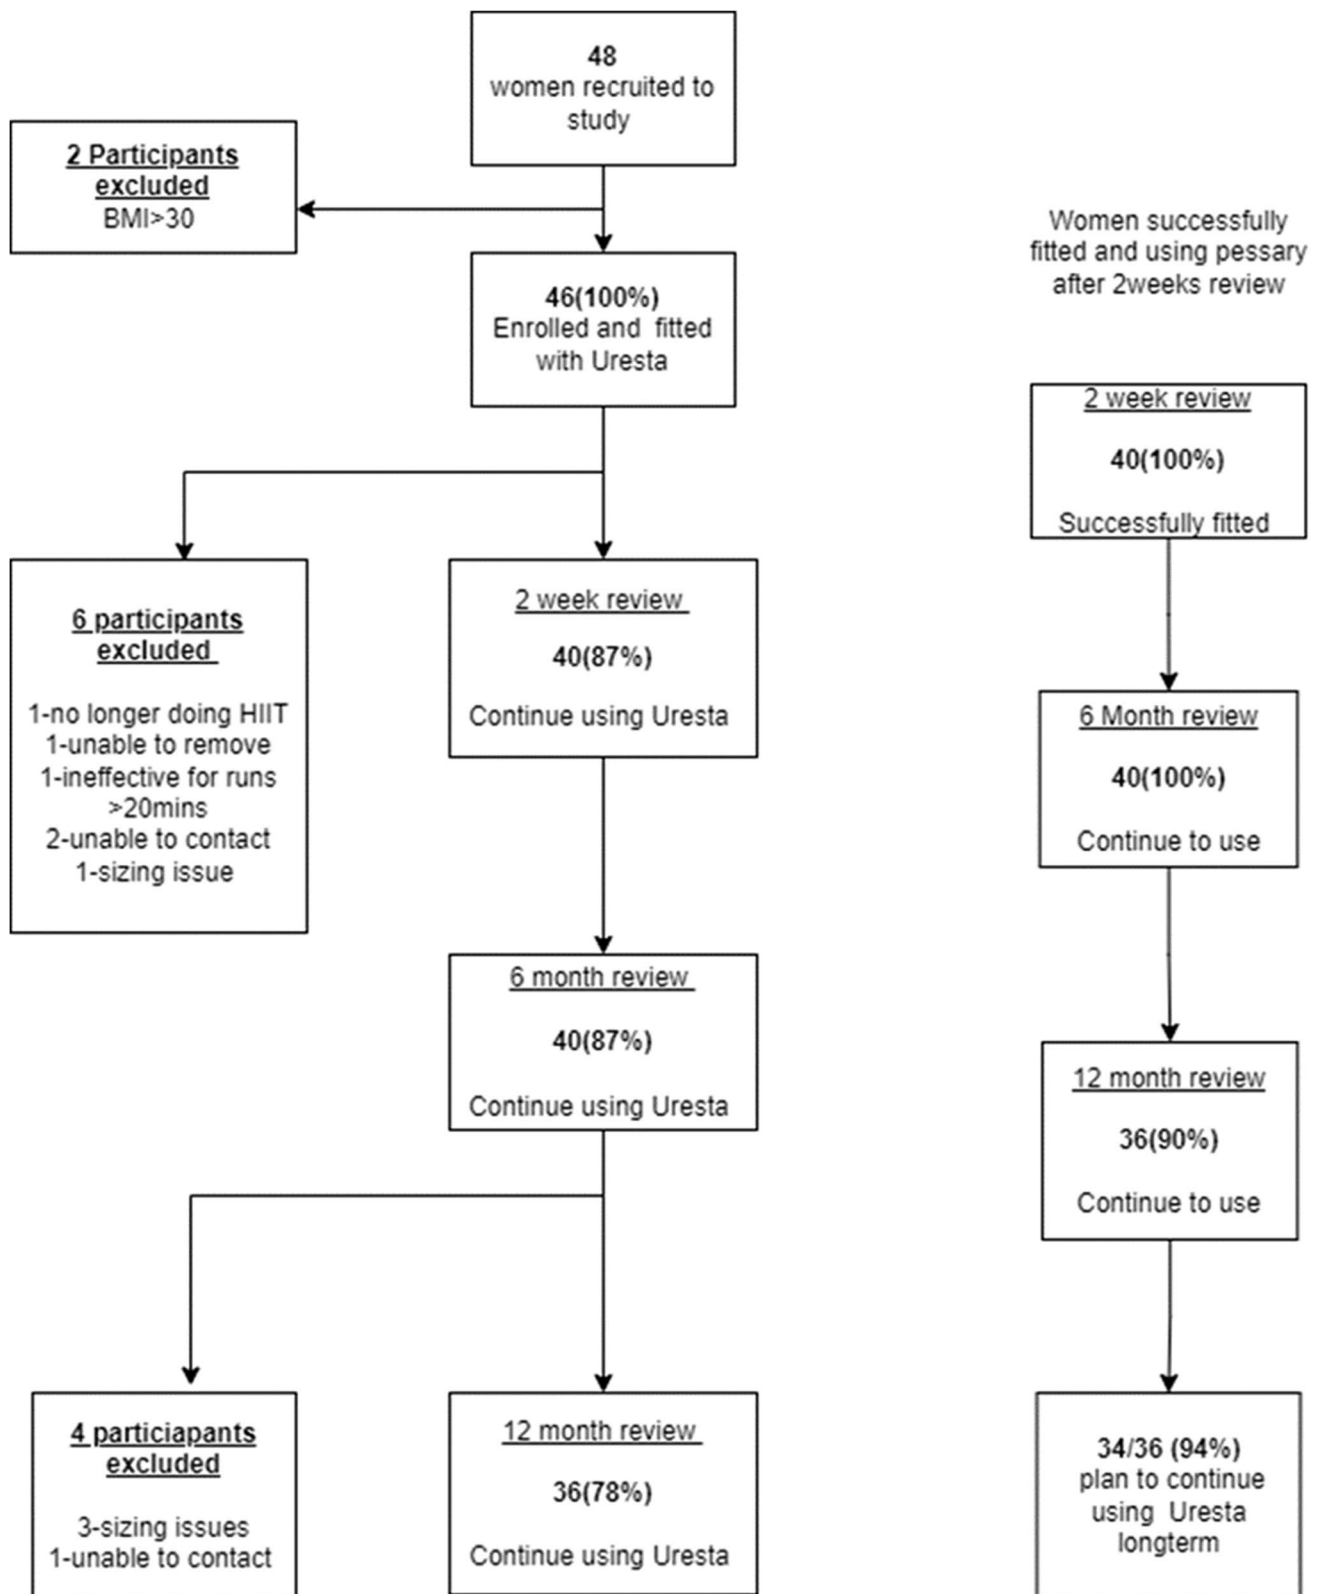 48
women recruited to
study
2 Participants
excluded
BMI>30
46(100%)
Enrolled and fitted
with Uresta
6 participants
excluded
1-no longer doing HIIT
1-unable to remove
1-ineffective for runs
>20mins
2-unable to contact
1-sizing issue
2 week review
40(87%)
Continue using Uresta
6 month review
40(87%)
Continue using Uresta
4 particiapants
excluded
3-sizing issues
1-unable to contact
12 month review
36(78%)
Continue using Uresta
Women successfully
fitted and using pessary
after 2weeks review
2 week review
40(100%)
Successfully fitted
6 Month review
40(100%)
Continue to use
12 month review
36(90%)
Continue to use
34/36 (94%)
plan to continue
using Uresta
longterm